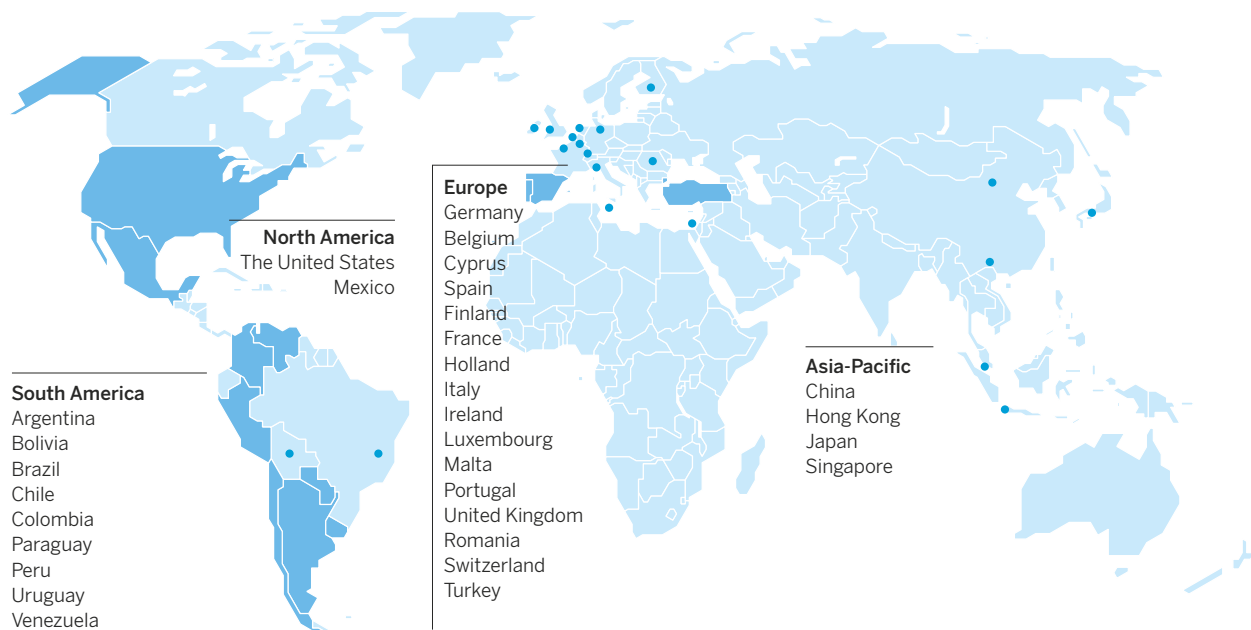 North America
The United States
Mexico
South America
Argentina
Bolivia
Brazil
Chile
Colombia
Paraguay
Peru
Uruguay
Venezuela
Europe
Germany
Belgium
Cyprus
Spain
Finland
France
Holland
Italy
Ireland
Luxembourg
Malta
Portugal
United Kingdom
Romania
Switzerland
Turkey
Asia-Pacific
China
Hong Kong
Japan
Singapore